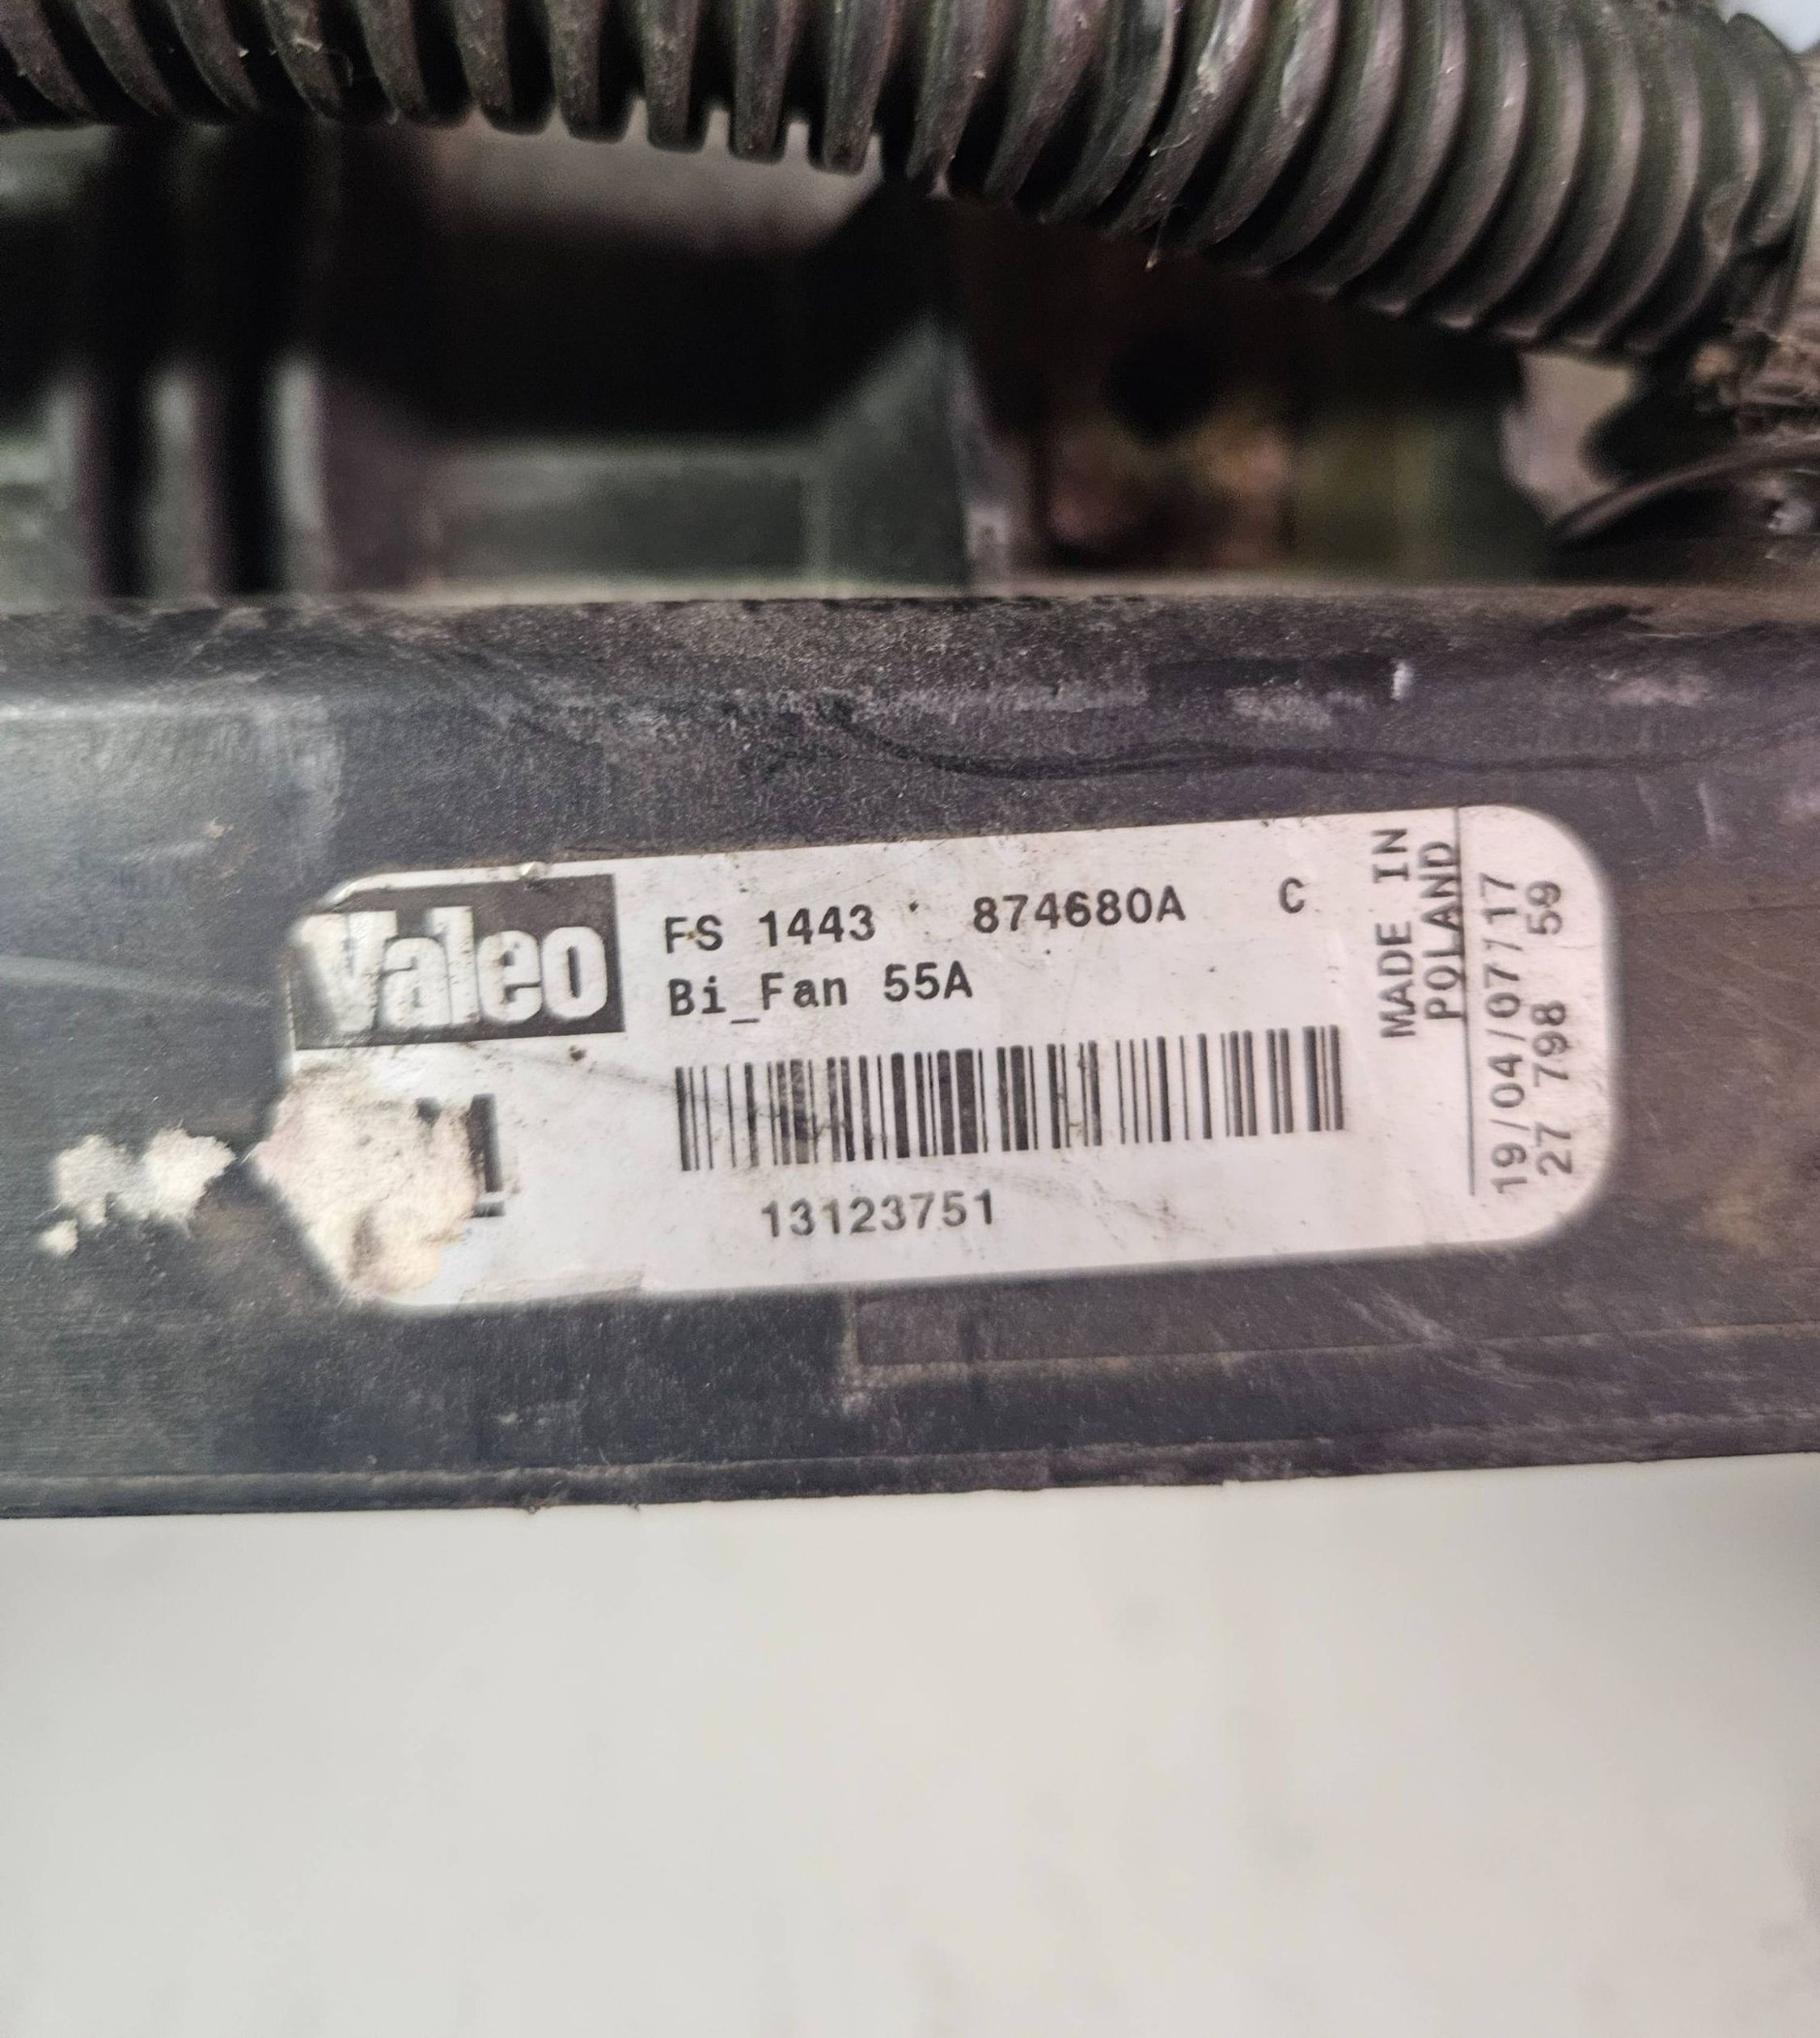 Valeo
FS 1443 874680A C
Bi_Fan 55A
13123751
MADE IN
POLAND
19/04/07/17
27 798 59